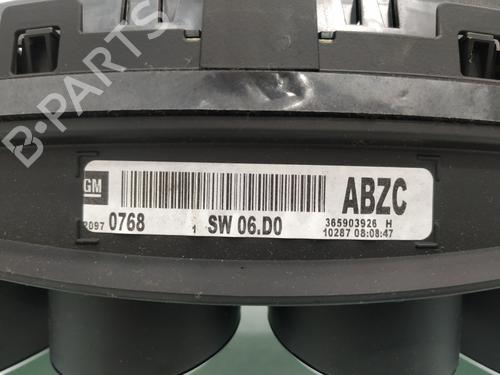 B-PARTS
GM
ABZC
2097 0768
1 SW 06.D0
365903926 H
10287 08:08:47